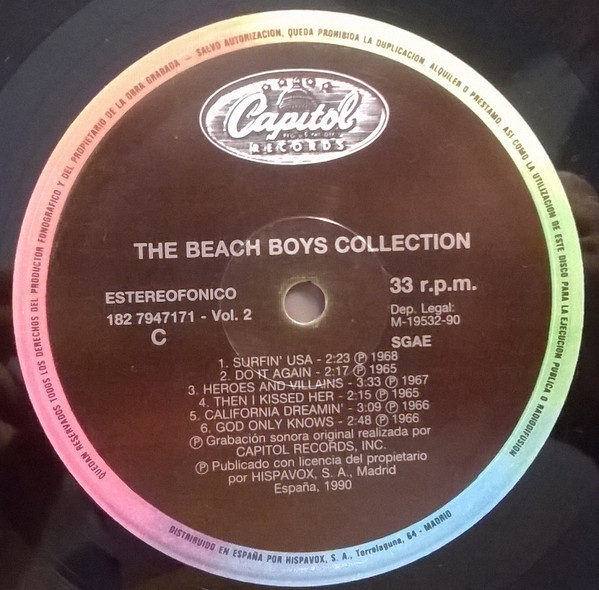 QUEDAN RESERVADOS TODOS LOS DERECHOS DEL PRODUCTOR FONOGRAFICO Y DEL PROPIETARIO DE LA OBRA GRABADA — SALVO AUTORIZACION, QUEDA PROHIBIDA LA DUPLICACION, ALQUILER O PRESTAMO, ASI COMO LA UTILIZACION DE ESTE DISCO PARA LA EJECUCION PUBLICA O RADIODIFUSION
Capitol
RECORDS
THE BEACH BOYS COLLECTION
ESTEREOFONICO
182 7947171 - Vol. 2
C
33 r.p.m.
Dep. Legal:
M-19532-90
SGAE
1. SURFIN' USA - 2:23 Ⓟ 1968
2. DO IT AGAIN - 2:17 Ⓟ 1965
3. HEROES AND VILLAINS - 3:33 Ⓟ 1967
4. THEN I KISSED HER - 2:15 Ⓟ 1965
5. CALIFORNIA DREAMIN' - 3:09 Ⓟ 1966
6. GOD ONLY KNOWS - 2:48 Ⓟ 1966
Ⓟ Grabación sonora original realizada por
CAPITOL RECORDS, INC.
Ⓟ Publicado con licencia del propietario
por HISPAVOX, S. A., Madrid
España, 1990
DISTRIBUIDO EN ESPAÑA POR HISPAVOX, S. A., Torrelaguna, 64 - MADRID